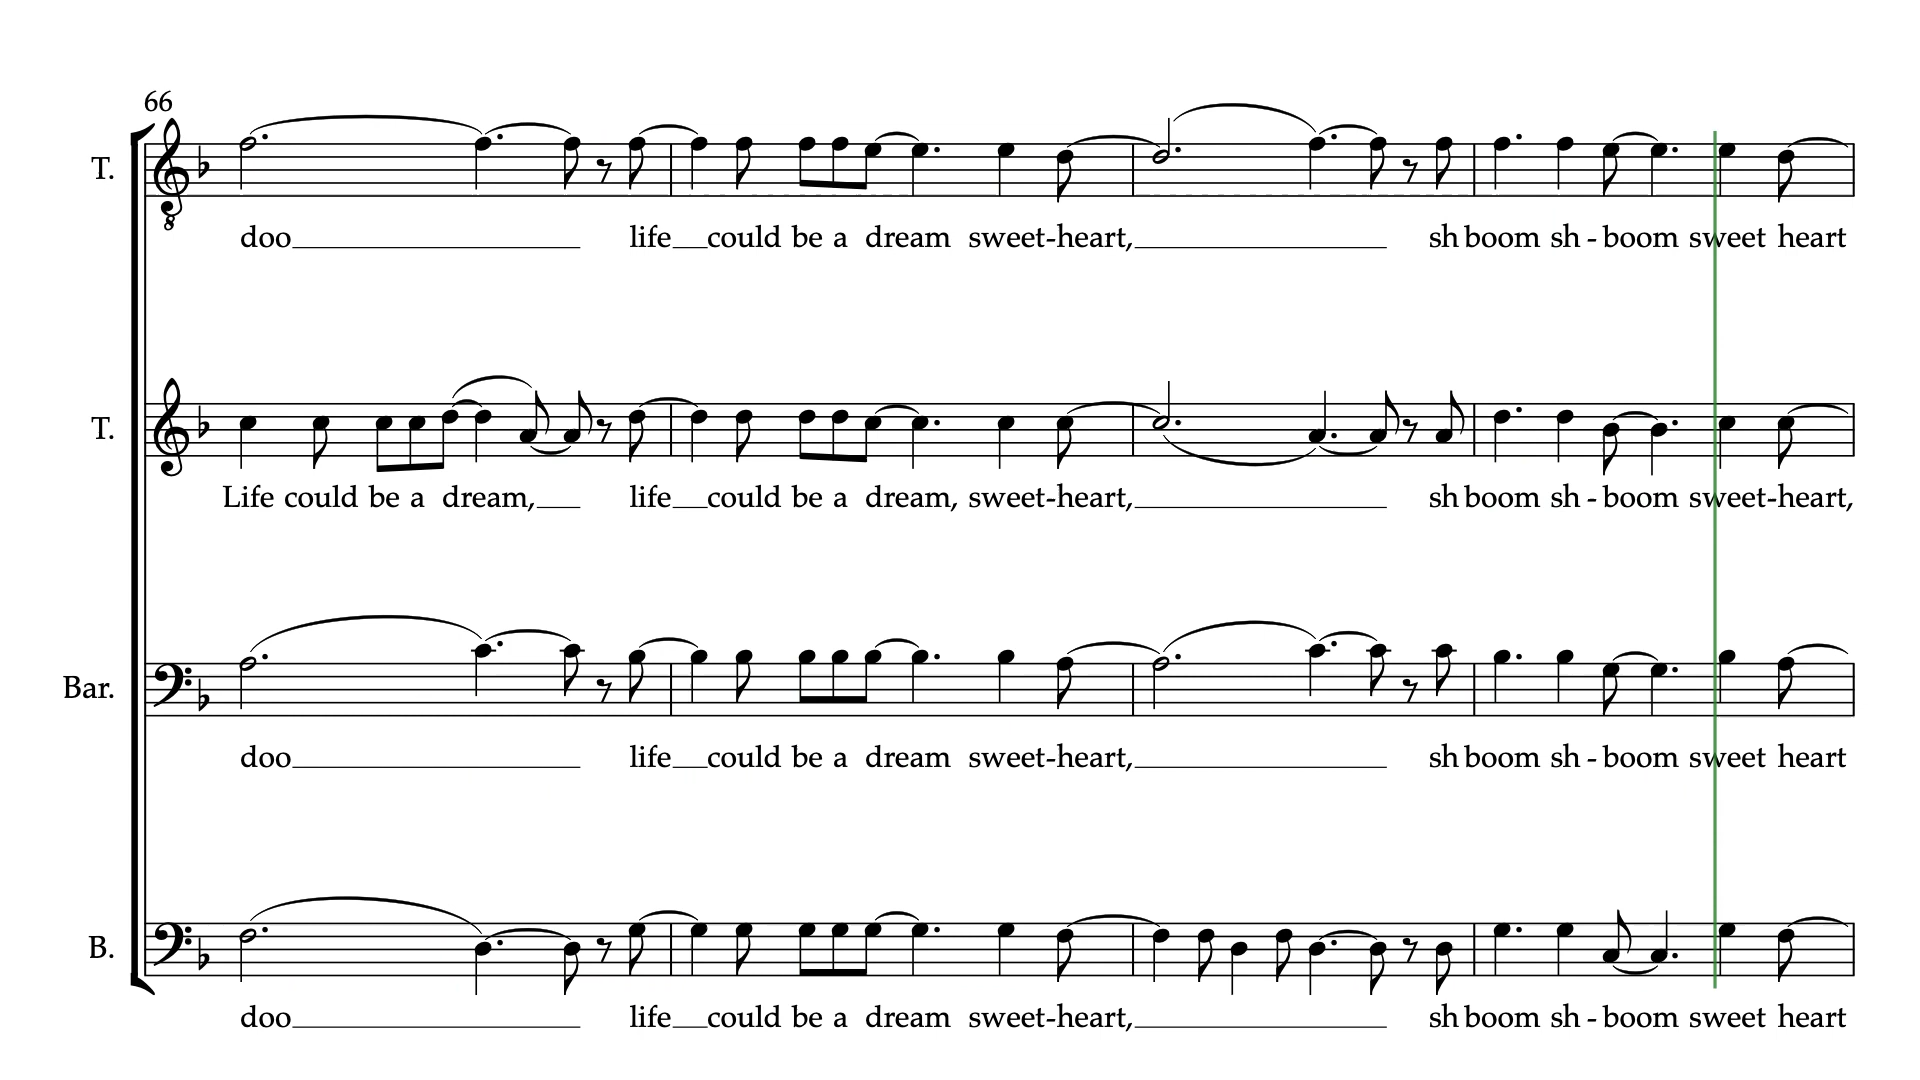 66
T.
8
doo life could be a dream sweet-heart, sh boom sh - boom sweet heart
T.
Life could be a dream, life could be a dream, sweet-heart, sh boom sh - boom sweet-heart,
Bar.
doo life could be a dream sweet-heart, sh boom sh - boom sweet heart
B.
doo life could be a dream sweet-heart, sh boom sh - boom sweet heart